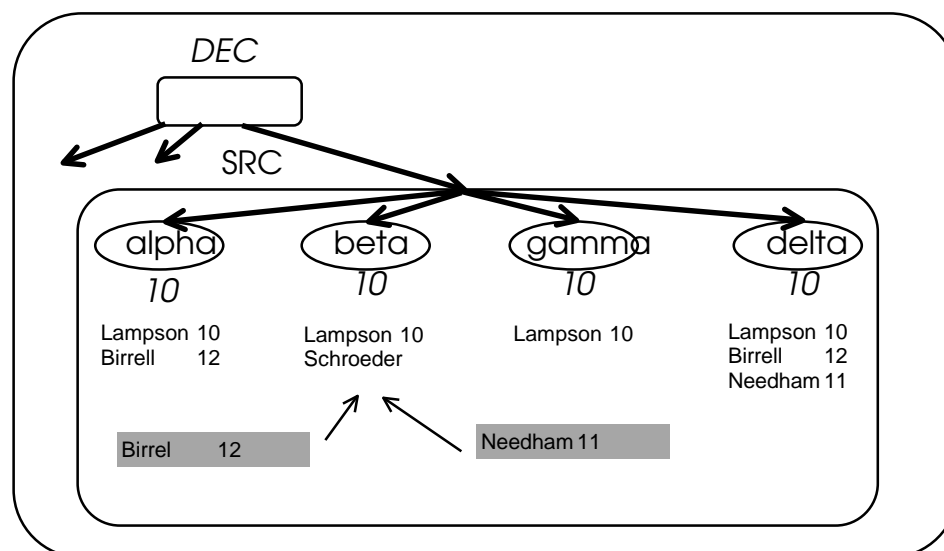 DEC
SRC
alpha beta gamma delta
10 10 10 10
Lampson 10 Lampson 10 Lampson 10 Lampson 10
Birrell 12 Schroeder Birrell 12
Needham 11
Birrel 12 Needham 11